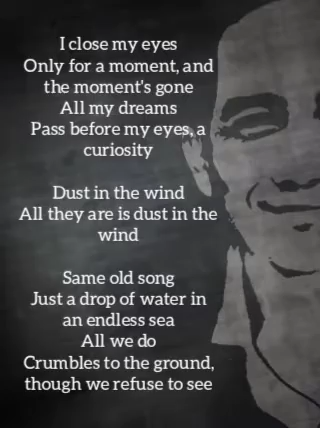 I close my eyes
Only for a moment, and
the moment's gone
All my dreams
Pass before my eyes, a
curiosity
Dust in the wind
All they are is dust in the
wind
Same old song
Just a drop of water in
an endless sea
All we do
Crumbles to the ground,
though we refuse to see